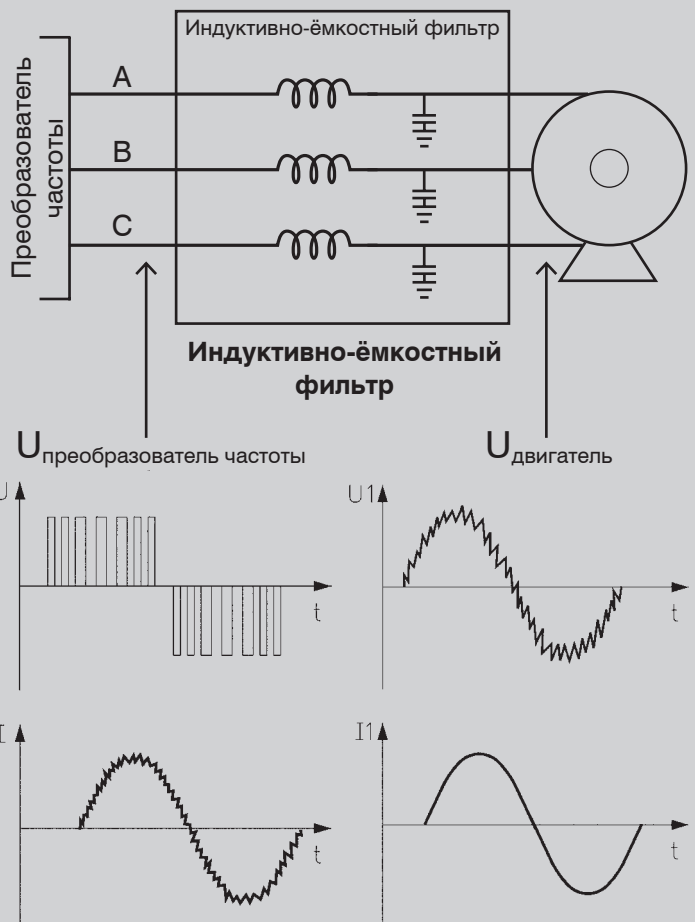 Индуктивно-ёмкостный фильтр
Преобразователь
частоты
A
B
C
Индуктивно-ёмкостный
фильтр
Uпреобразователь частоты
Uдвигатель
U
t
U1
t
I
t
I1
t